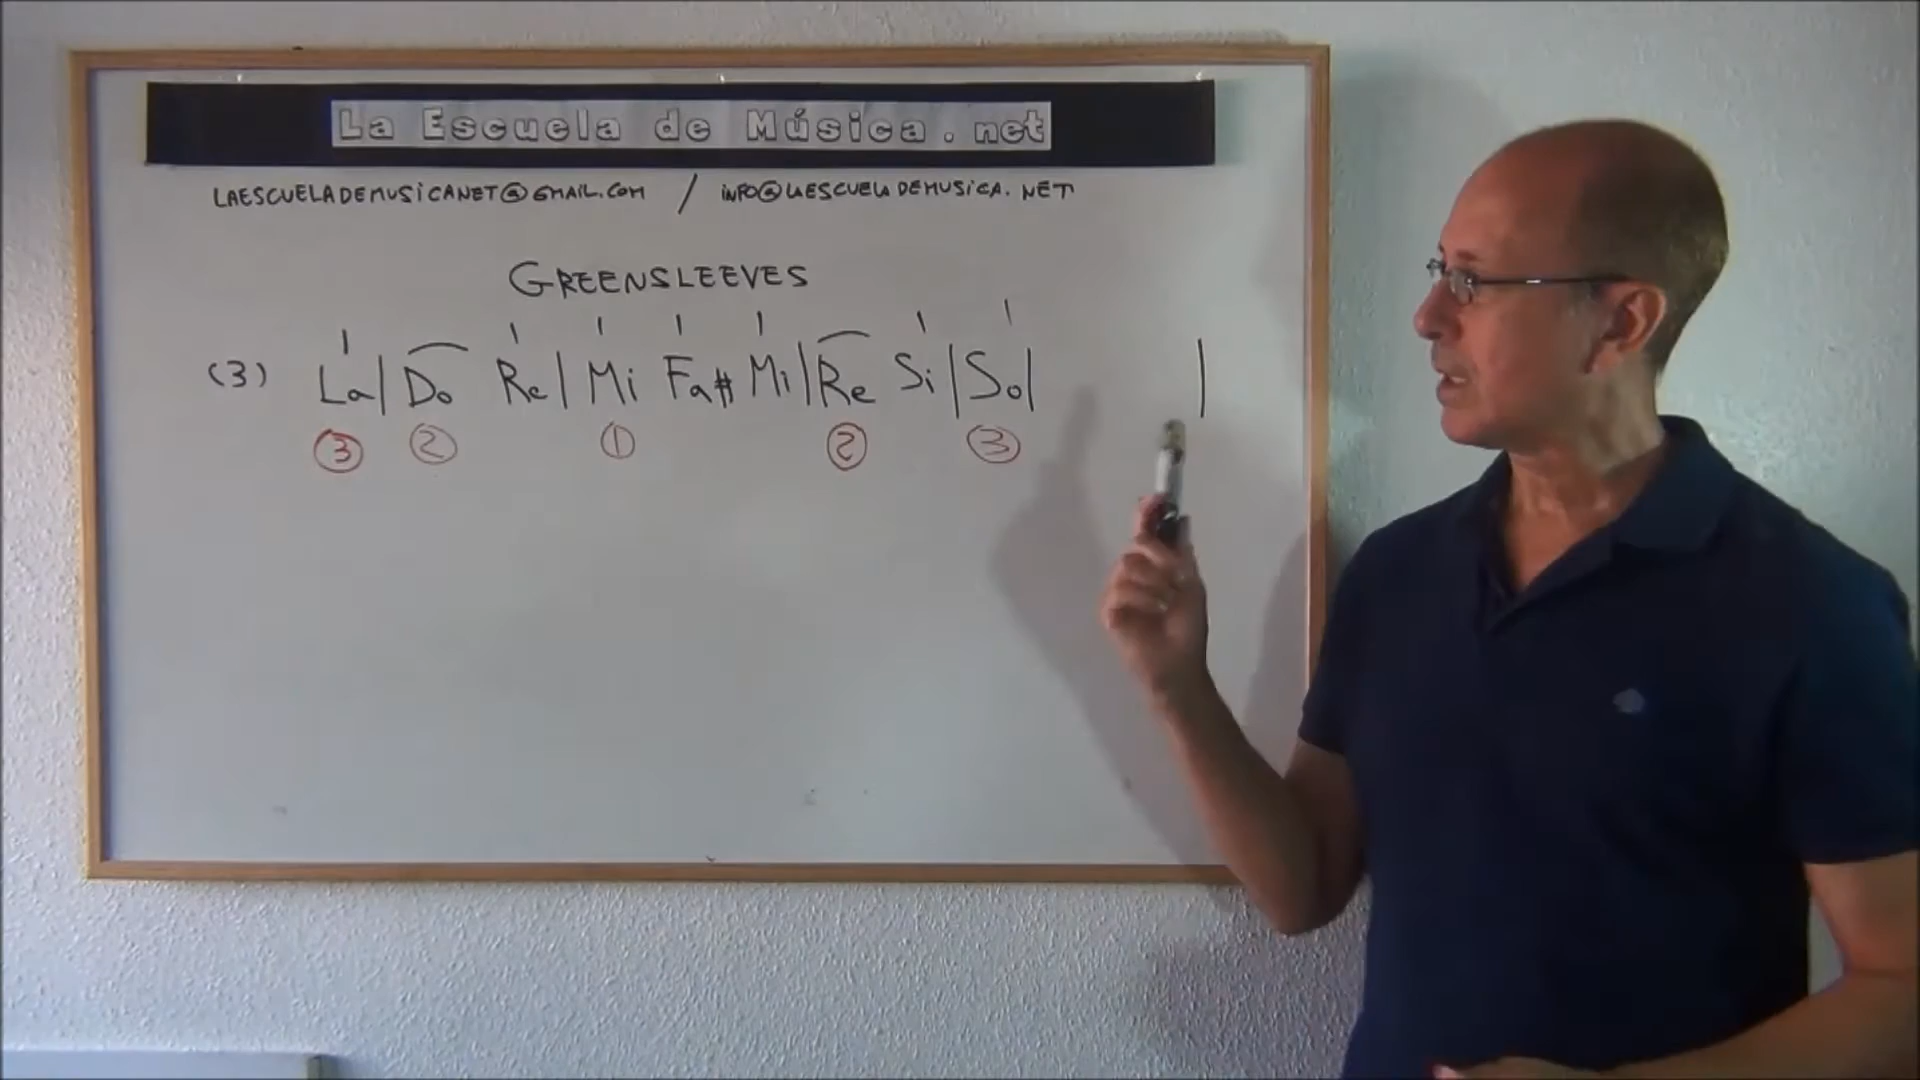 La Escuela de Música.net
LAESCUELADEMUSICANET@GMAIL.COM / INFO@LAESCUELADEMUSICA.NET
GREENSLEEVES
(3) La| Do Re| Mi Fa# Mi| Re Si |Sol |
3 2 1 2 3